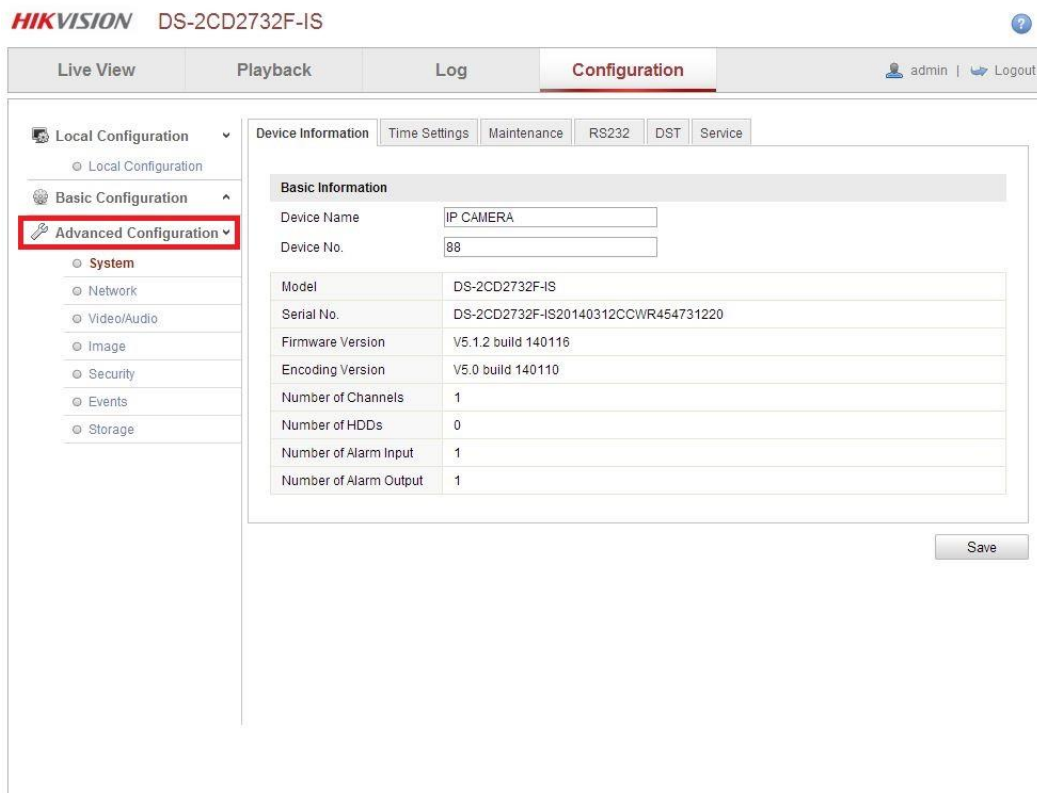 HIKVISION DS-2CD2732F-IS
?
Live View Playback Log Configuration admin | Logout
Local Configuration
Local Configuration
Basic Configuration
Advanced Configuration
System
Network
Video/Audio
Image
Security
Events
Storage
Device Information Time Settings Maintenance RS232 DST Service
Basic Information
Device Name IP CAMERA
Device No. 88
Model DS-2CD2732F-IS
Serial No. DS-2CD2732F-IS20140312CCWR454731220
Firmware Version V5.1.2 build 140116
Encoding Version V5.0 build 140110
Number of Channels 1
Number of HDDs 0
Number of Alarm Input 1
Number of Alarm Output 1
Save